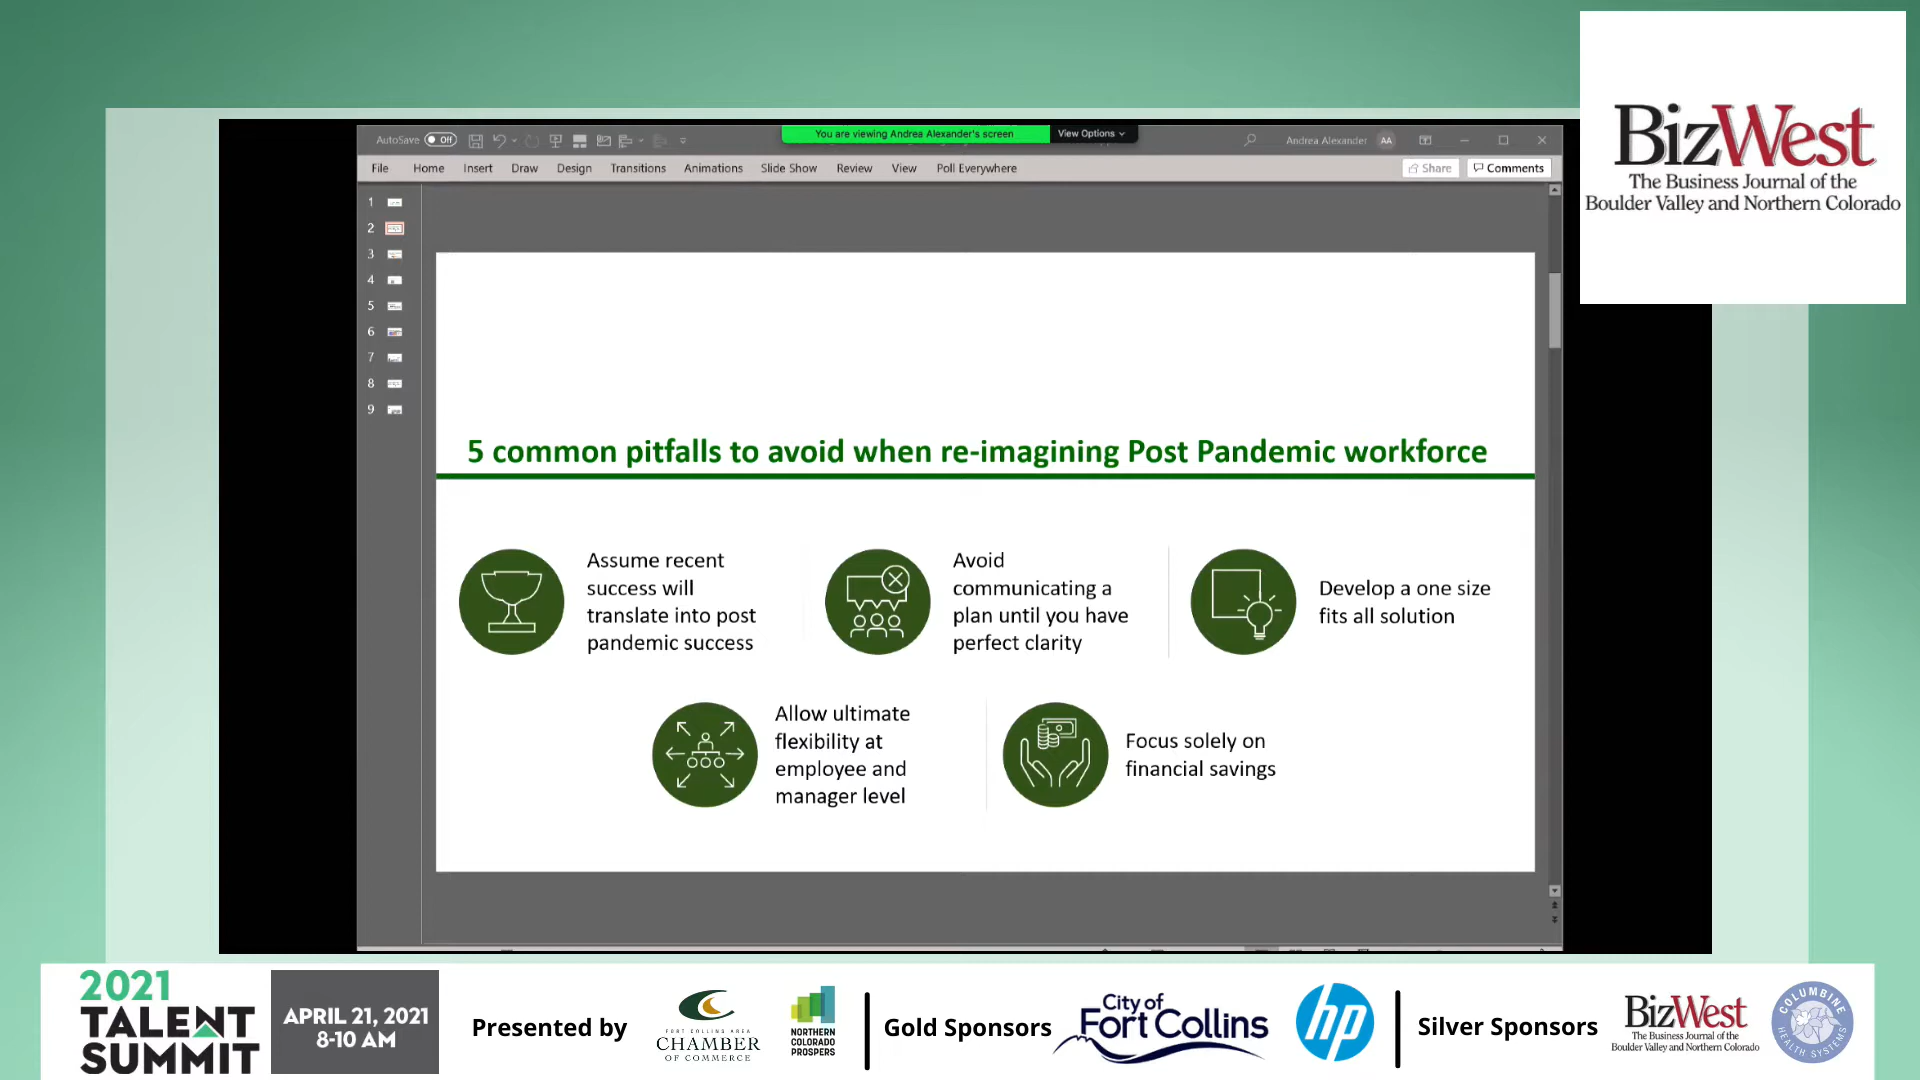 BizWest
The Business Journal of the
Boulder Valley and Northern Colorado
AutoSave Off
You are viewing Andrea Alexander's screen View Options
Andrea Alexander AA
File Home Insert Draw Design Transitions Animations Slide Show Review View Poll Everywhere Share Comments
1
2
3
4
5
6
7
8
9
5 common pitfalls to avoid when re-imagining Post Pandemic workforce
Assume recent
success will
translate into post
pandemic success
Avoid
communicating a
plan until you have
perfect clarity
Develop a one size
fits all solution
Allow ultimate
flexibility at
employee and
manager level
Focus solely on
financial savings
2021
TALENT
SUMMIT
APRIL 21, 2021
8-10 AM
Presented by
FORT COLLINS AREA
CHAMBER
OF COMMERCE
NORTHERN
COLORADO
PROSPERS
Gold Sponsors
City of
Fort Collins
hp
Silver Sponsors
BizWest
The Business Journal of the
Boulder Valley and Northern Colorado
COLUMBINE
HEALTH SYSTEMS